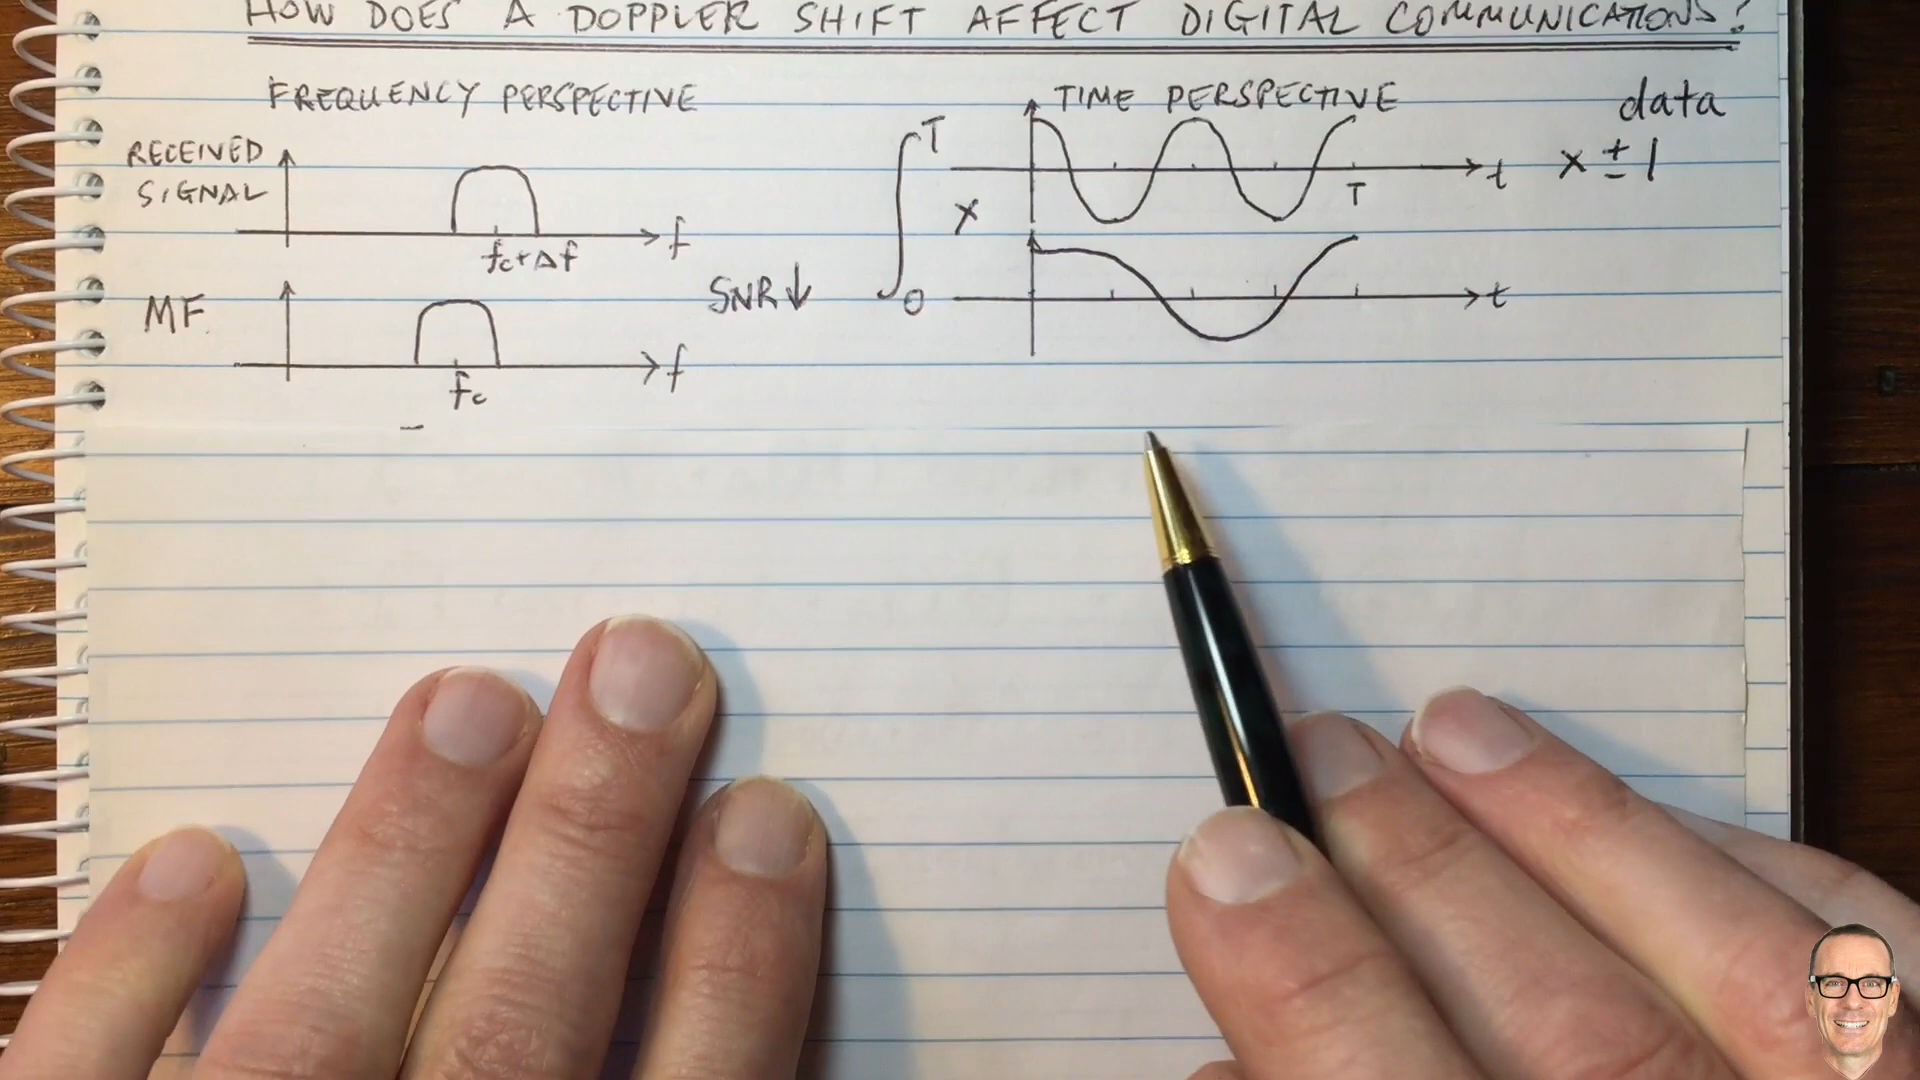 HOW DOES A DOPPLER SHIFT AFFECT DIGITAL COMMUNICATIONS?
FREQUENCY PERSPECTIVE
RECEIVED
SIGNAL
f
fc+Δf
MF
f
fc
SNR↓
TIME PERSPECTIVE
data
T
x ± 1
t
T
X
0
t